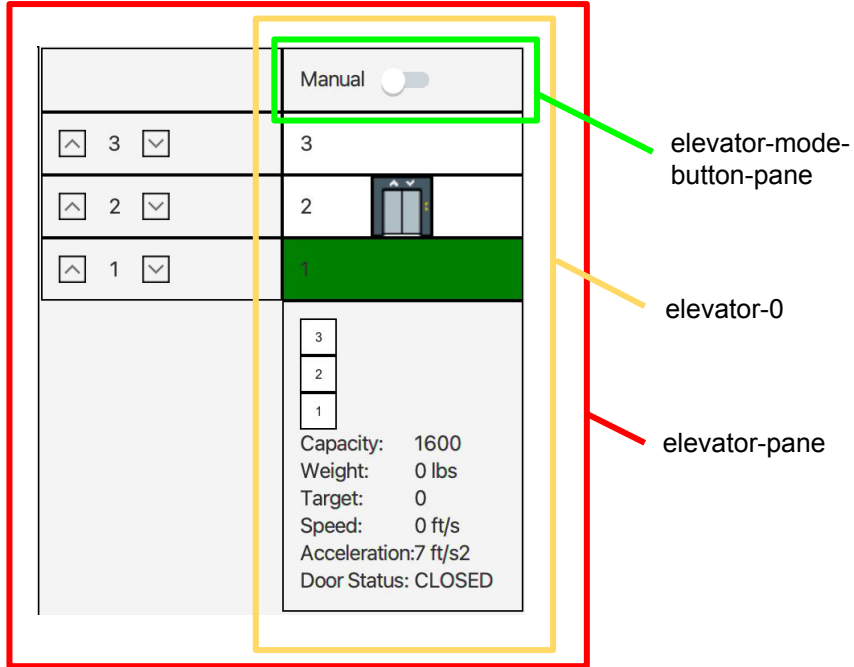 Manual
3
3
2
2
1
1
3
2
1
Capacity: 1600
Weight: 0 lbs
Target: 0
Speed: 0 ft/s
Acceleration:7 ft/s2
Door Status: CLOSED
elevator-mode-
button-pane
elevator-0
elevator-pane